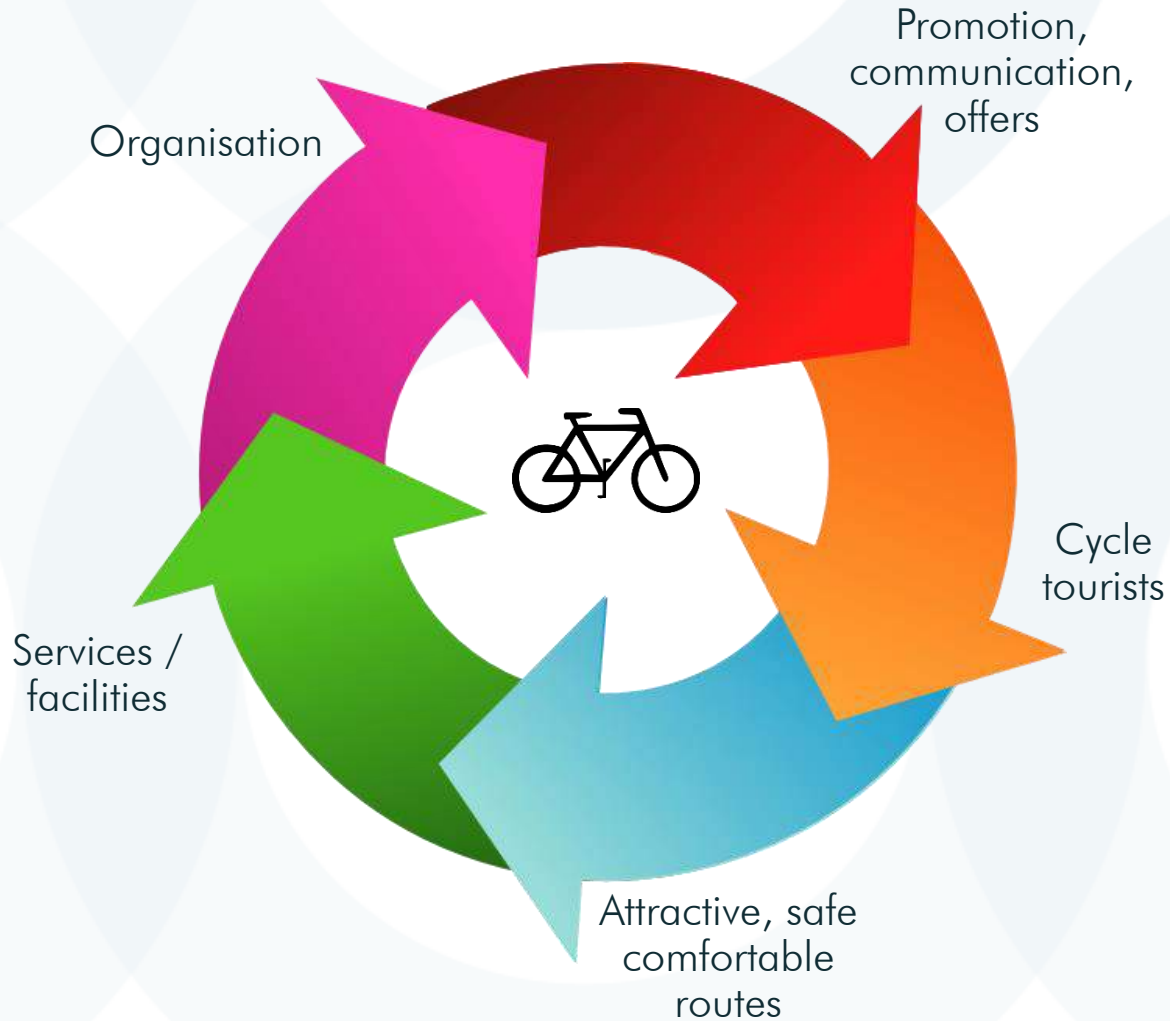 Promotion,
communication,
offers
Organisation
Cycle
tourists
Services /
facilities
Attractive, safe
comfortable
routes